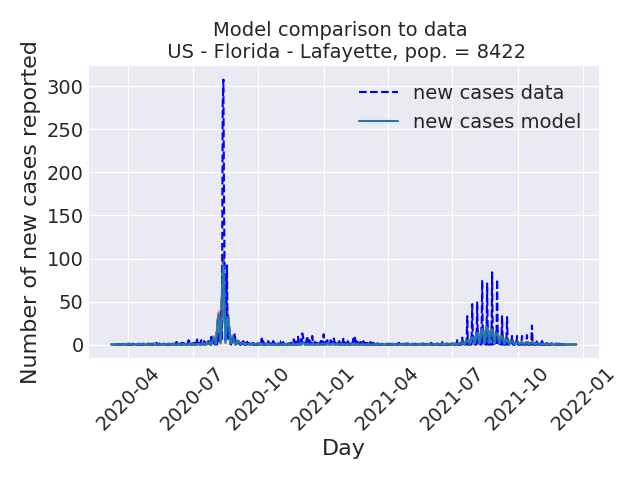 Model comparison to data
US - Florida - Lafayette, pop. = 8422
Number of new cases reported
300
250
200
150
100
50
0
new cases data
new cases model
2020-04
2020-07
2020-10
2021-01
2021-04
2021-07
2021-10
2022-01
Day